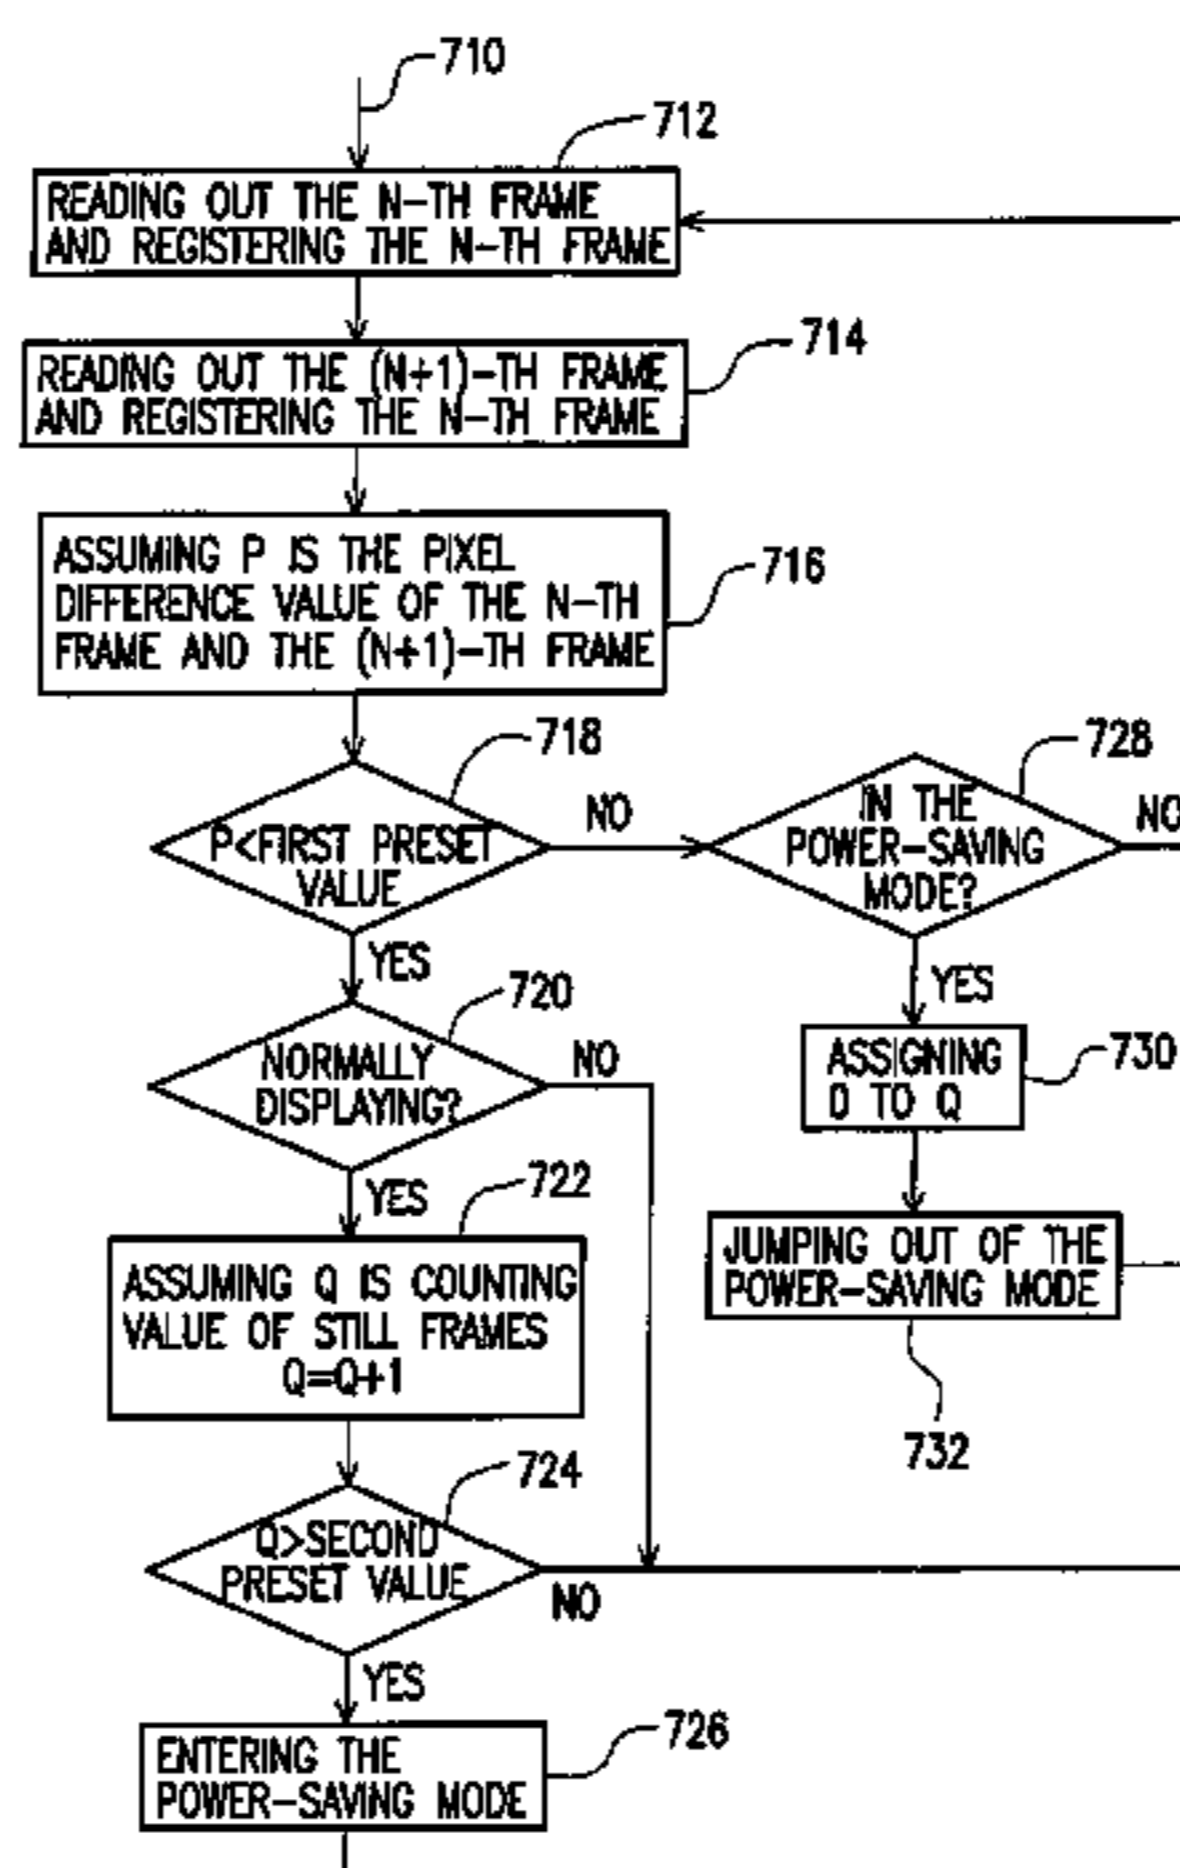 710
712
READING OUT THE N-TH FRAME
AND REGISTERING THE N-TH FRAME
714
READING OUT THE (N+1)-TH FRAME
AND REGISTERING THE N-TH FRAME
716
ASSUMING P IS THE PIXEL
DIFFERENCE VALUE OF THE N-TH
FRAME AND THE (N+1)-TH FRAME
718
P<FIRST PRESET
VALUE
NO
728
IN THE
POWER-SAVING
MODE?
NO
YES
YES
720
NORMALLY
DISPLAYING?
NO
730
ASSIGNING
0 TO Q
YES
722
ASSUMING Q IS COUNTING
VALUE OF STILL FRAMES
Q=Q+1
JUMPING OUT OF THE
POWER-SAVING MODE
732
724
Q>SECOND
PRESET VALUE
NO
YES
726
ENTERING THE
POWER-SAVING MODE